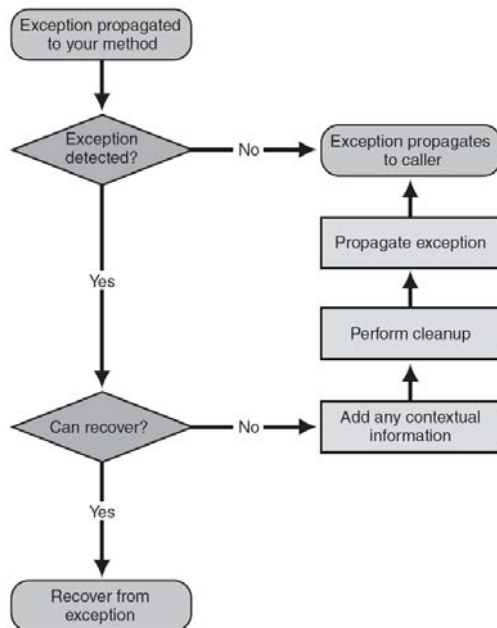 Exception propagated
to your method
Exception
detected?
No
Exception propagates
to caller
Propagate exception
Yes
Perform cleanup
Can recover?
No
Add any contextual
information
Yes
Recover from
exception